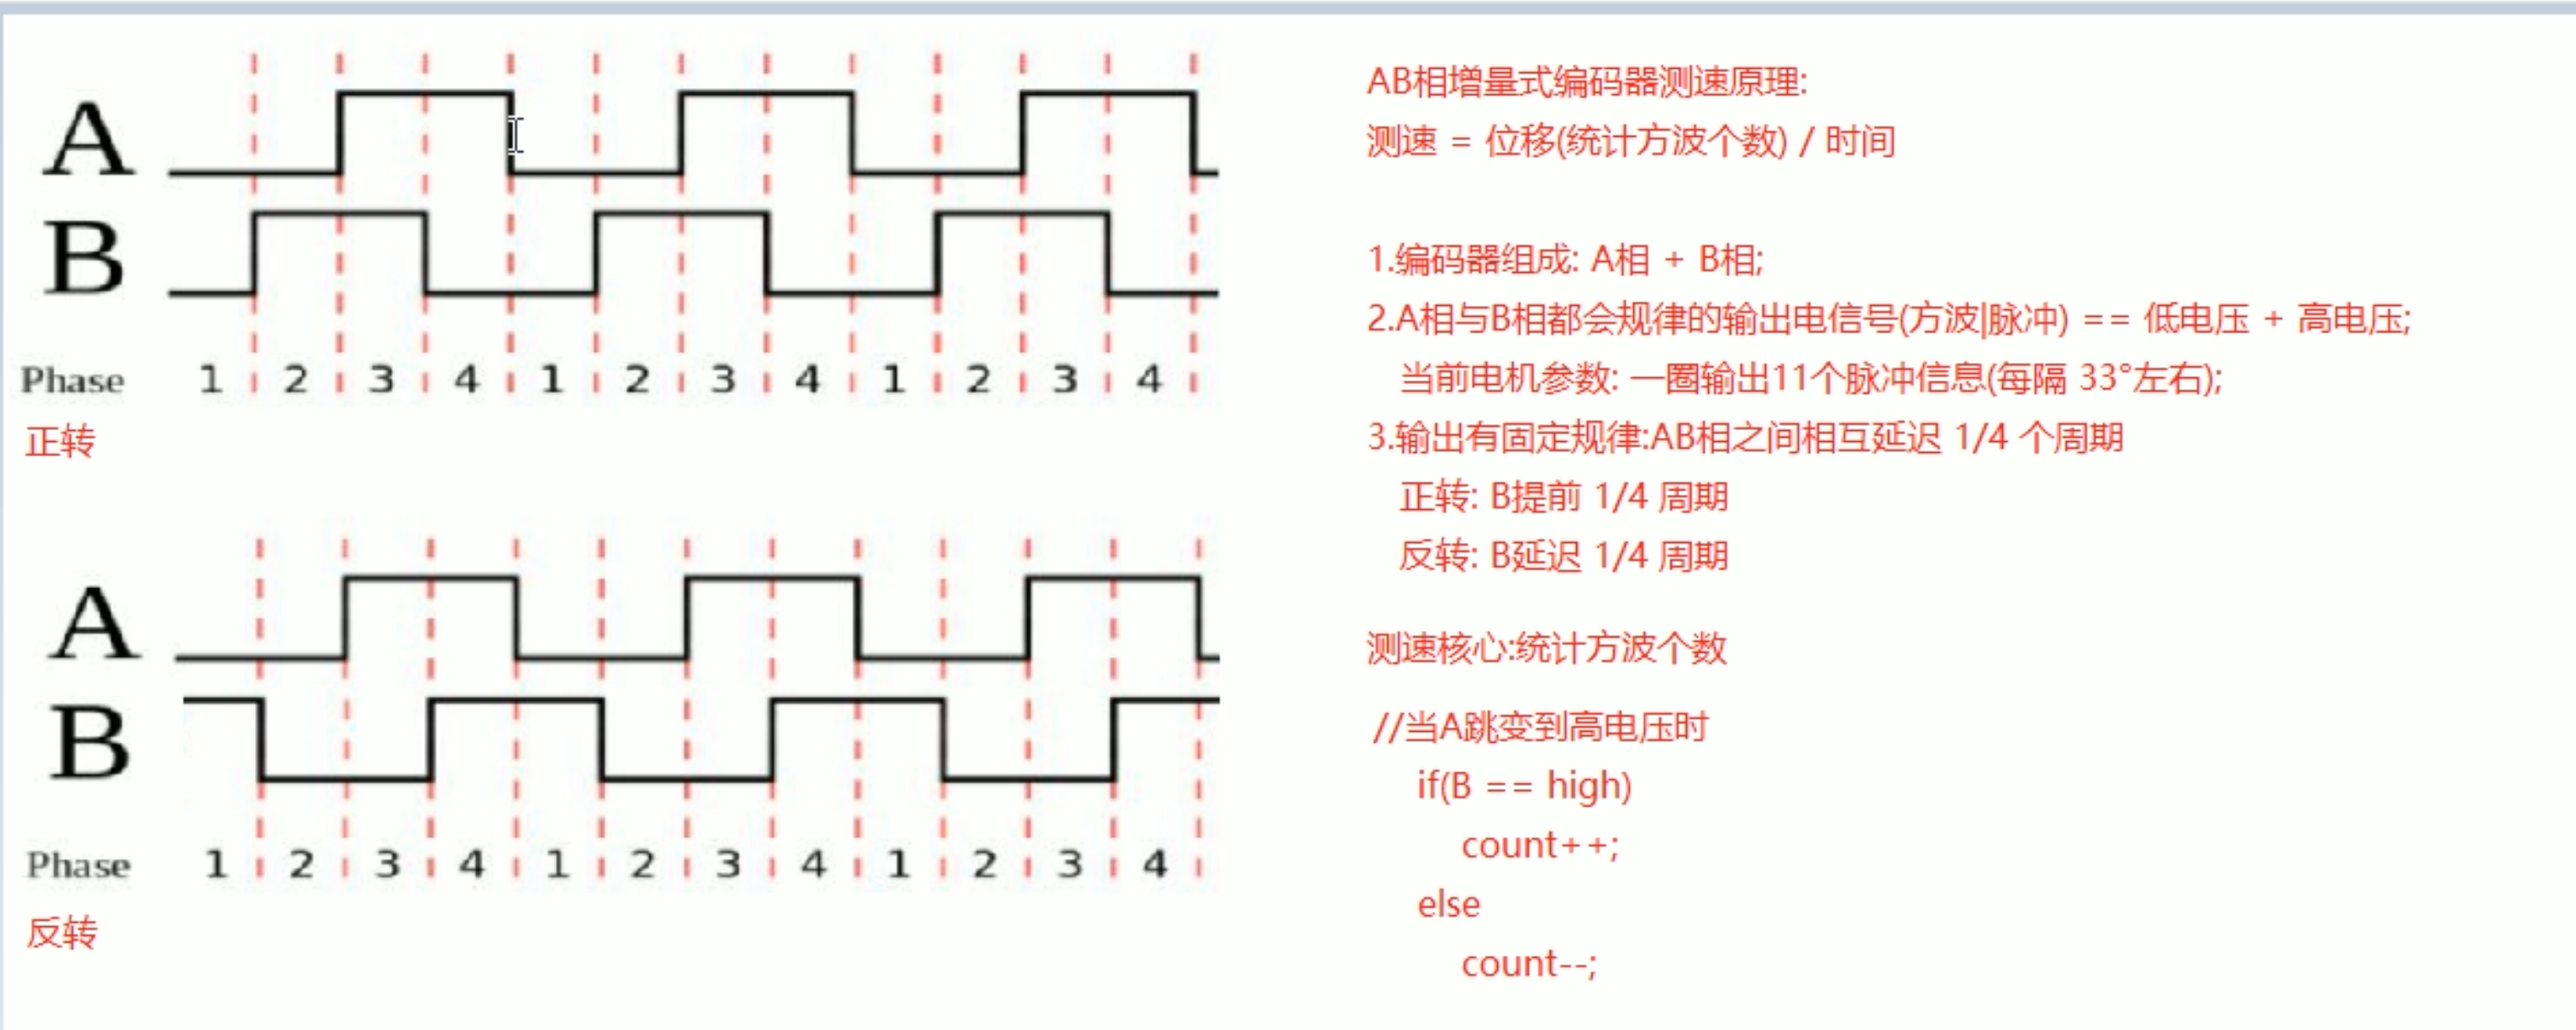 A
B
Phase 1 2 3 4 1 2 3 4 1 2 3 4
正转
A
B
Phase 1 2 3 4 1 2 3 4 1 2 3 4
反转
AB相增量式编码器测速原理:
测速 = 位移(统计方波个数) / 时间
1.编码器组成: A相 + B相;
2.A相与B相都会规律的输出电信号(方波|脉冲) == 低电压 + 高电压;
当前电机参数: 一圈输出11个脉冲信息(每隔 33°左右);
3.输出有固定规律:AB相之间相互延迟 1/4 个周期
正转: B提前 1/4 周期
反转: B延迟 1/4 周期
测速核心:统计方波个数
//当A跳变到高电压时
if(B == high)
count++;
else
count--;